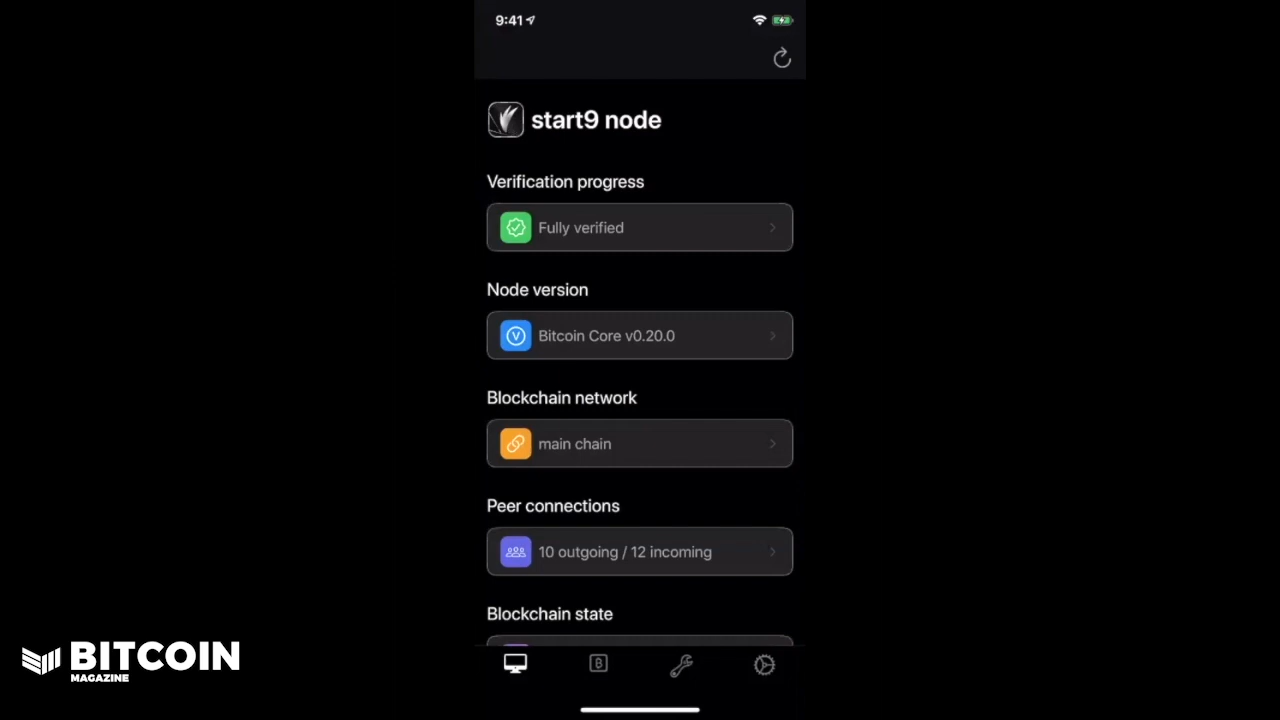 9:41
start9 node
Verification progress
Fully verified
Node version
V
Bitcoin Core v0.20.0
Blockchain network
main chain
Peer connections
10 outgoing / 12 incoming
Blockchain state
BITCOIN
MAGAZINE